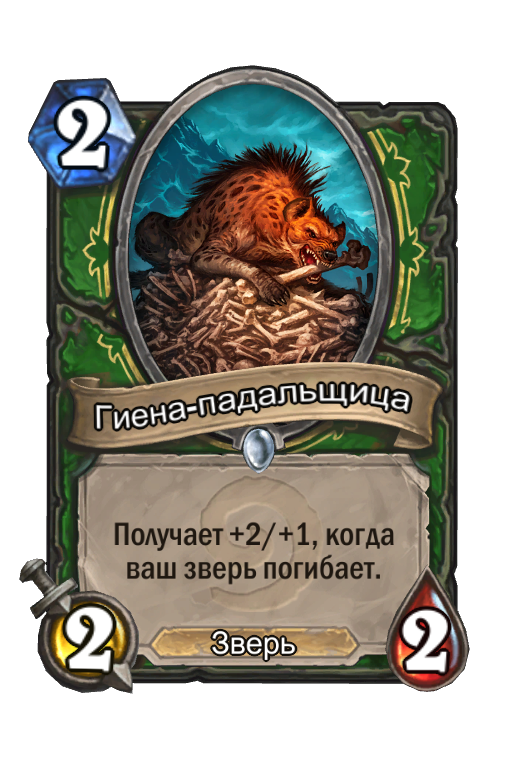 2
Гиена-падальщица
Получает +2/+1, когда
ваш зверь погибает.
2
Зверь
2